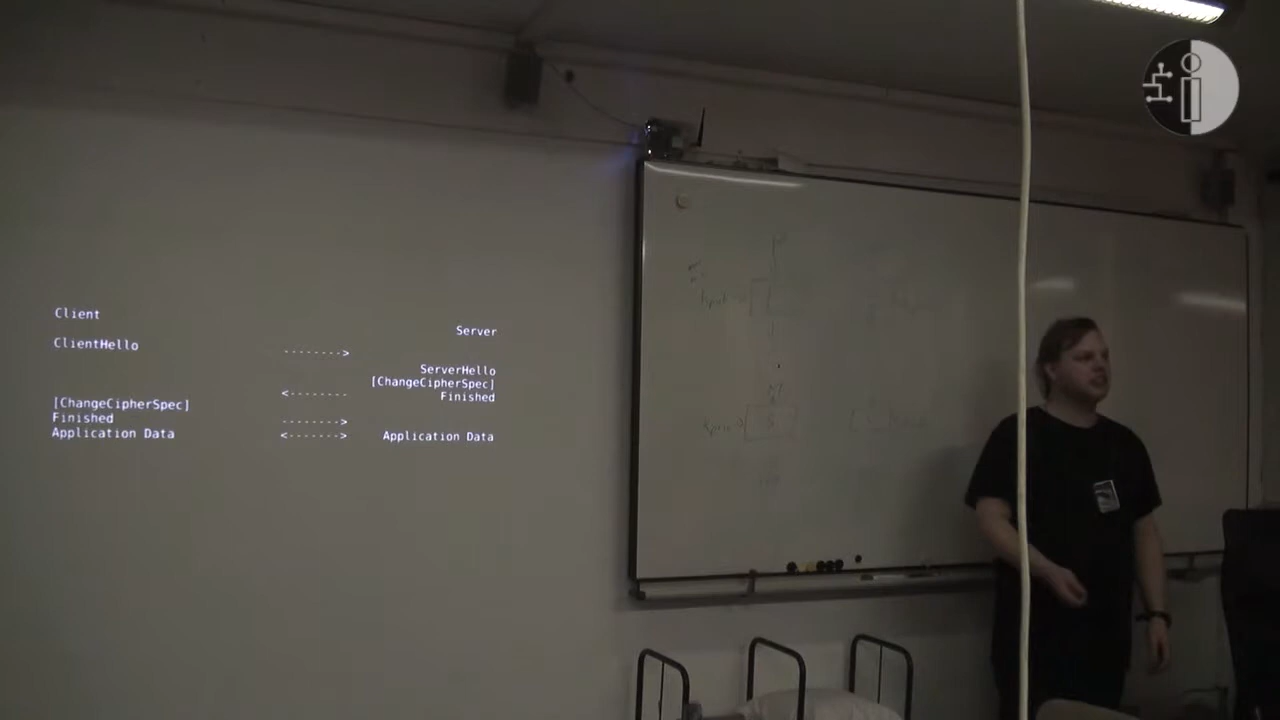 Client
Server
ClientHello
-------->
ServerHello
[ChangeCipherSpec]
<-------- Finished
[ChangeCipherSpec]
Finished -------->
Application Data <-------> Application Data